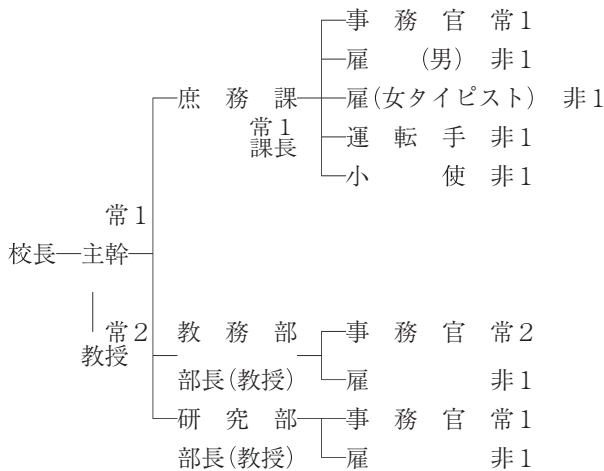 事務官 常1
雇 (男) 非1
庶務課 雇(女タイピスト) 非1
常1
課長
運転手 非1
小使 非1
常1
校長 主幹
常2
教授
教務部 事務官 常2
部長(教授) 雇 非1
研究部 事務官 常1
部長(教授) 雇 非1